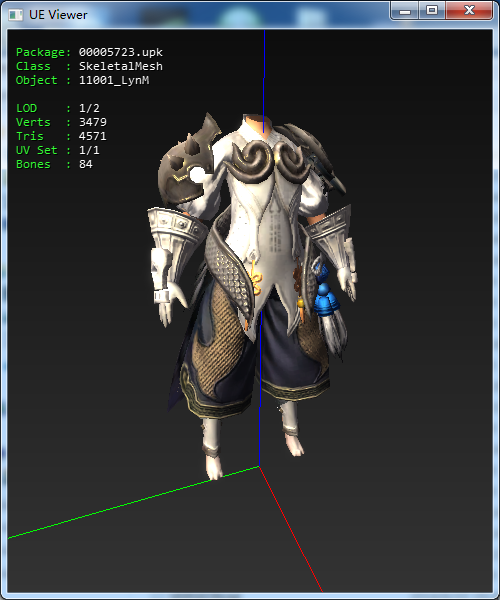 UE Viewer
Package: 00005723.upk
Class : SkeletalMesh
Object : 11001_LynM
LOD : 1/2
Verts : 3479
Tris : 4571
UV Set : 1/1
Bones : 84